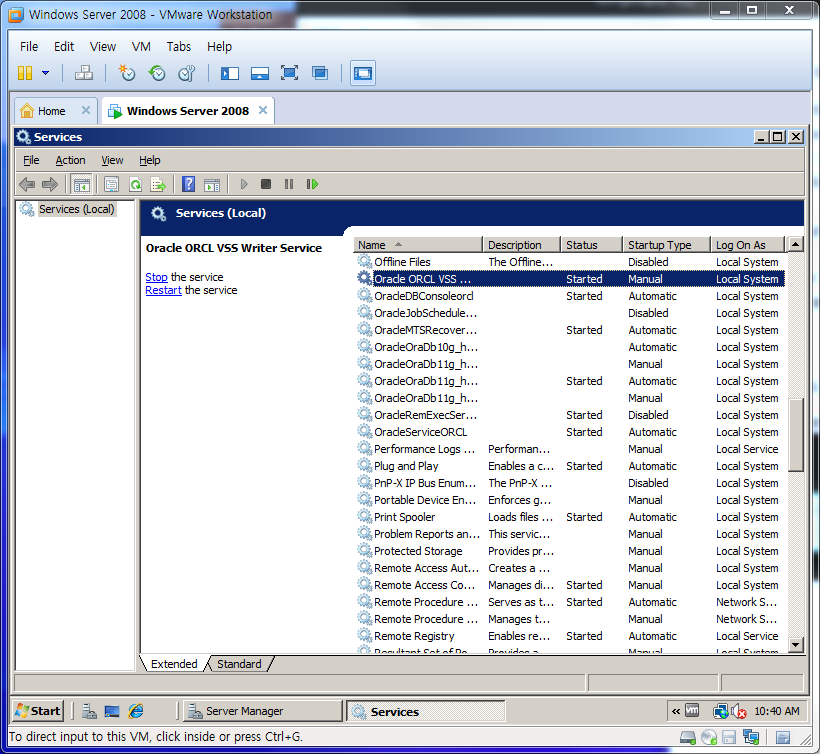 Windows Server 2008 - VMware Workstation
File Edit View VM Tabs Help
Home Windows Server 2008
Services
File Action View Help
Services (Local)
Services (Local)
Oracle ORCL VSS Writer Service
Stop the service
Restart the service
Name Description Status Startup Type Log On As
Offline Files The Offline... Disabled Local System
Oracle ORCL VSS ... Started Manual Local System
OracleDBConsoleorcl Started Automatic Local System
OracleJobSchedule... Disabled Local System
OracleMTSRecover... Started Automatic Local System
OracleOraDb10g_h... Automatic Local System
OracleOraDb11g_h... Manual Local System
OracleOraDb11g_h... Started Automatic Local System
OracleOraDb11g_h... Manual Local System
OracleRemExecSer... Started Disabled Local System
OracleServiceORCL Started Automatic Local System
Performance Logs ... Performan... Manual Local Service
Plug and Play Enables a c... Started Automatic Local System
PnP-X IP Bus Enum... The PnP-X ... Disabled Local System
Portable Device En... Enforces g... Manual Local System
Print Spooler Loads files ... Started Automatic Local System
Problem Reports an... This servic... Manual Local System
Protected Storage Provides pr... Manual Local System
Remote Access Aut... Creates a ... Manual Local System
Remote Access Co... Manages di... Started Manual Local System
Remote Procedure ... Serves as t... Started Automatic Network S...
Remote Procedure ... Manages t... Manual Network S...
Remote Registry Enables re... Started Automatic Local Service
Resultant Set of Po... Provides a ... Manual Local System
Extended Standard
Start Server Manager Services 10:40 AM
To direct input to this VM, click inside or press Ctrl+G.